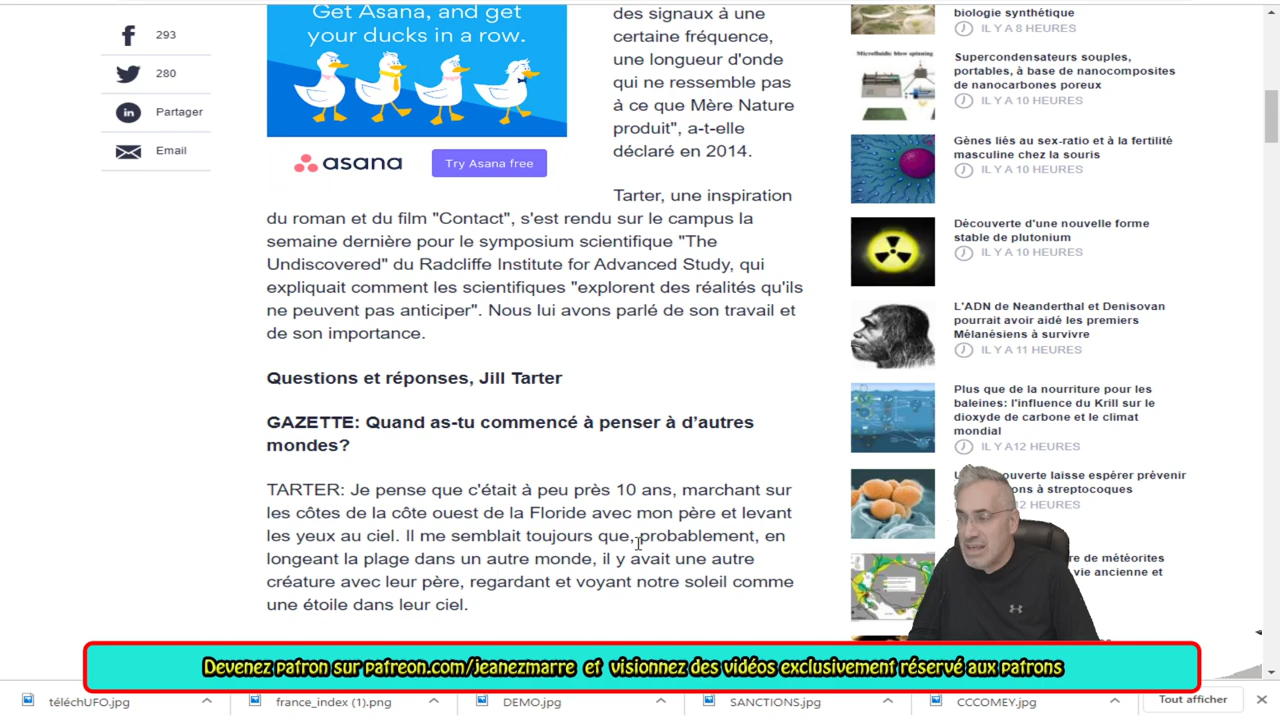 293
280
Partager
Email
Get Asana, and get
your ducks in a row.
asana
Try Asana free
des signaux à une
certaine fréquence,
une longueur d'onde
qui ne ressemble pas
à ce que Mère Nature
produit", a-t-elle
déclaré en 2014.
Tarter, une inspiration
du roman et du film "Contact", s'est rendu sur le campus la
semaine dernière pour le symposium scientifique "The
Undiscovered" du Radcliffe Institute for Advanced Study, qui
expliquait comment les scientifiques "explorent des réalités qu'ils
ne peuvent pas anticiper". Nous lui avons parlé de son travail et
de son importance.
Questions et réponses, Jill Tarter
GAZETTE: Quand as-tu commencé à penser à d'autres
mondes?
TARTER: Je pense que c'était à peu près 10 ans, marchant sur
les côtes de la côte ouest de la Floride avec mon père et levant
les yeux au ciel. Il me semblait toujours que, probablement, en
longeant la plage dans un autre monde, il y avait une autre
créature avec leur père, regardant et voyant notre soleil comme
une étoile dans leur ciel.
biologie synthétique
IL Y A 8 HEURES
Microfluidic blow spinning
Supercondensateurs souples,
portables, à base de nanocomposites
de nanocarbones poreux
IL Y A 10 HEURES
Gènes liés au sex-ratio et à la fertilité
masculine chez la souris
IL Y A 10 HEURES
Découverte d'une nouvelle forme
stable de plutonium
IL Y A 10 HEURES
L'ADN de Neanderthal et Denisovan
pourrait avoir aidé les premiers
Mélanésiens à survivre
IL Y A 11 HEURES
Plus que de la nourriture pour les
baleines: l'influence du Krill sur le
dioxyde de carbone et le climat
mondial
IL Y A12 HEURES
laisse espérer prévenir
à streptocoques
12 HEURES
de météorites
vie ancienne et
Devenez patron sur patreon.com/jeanezmarre et visionnez des vidéos exclusivement réservé aux patrons
téléchUFO.jpg
france_index (1).png
DEMO.jpg
SANCTIONS.jpg
CCCOMEY.jpg
Tout afficher